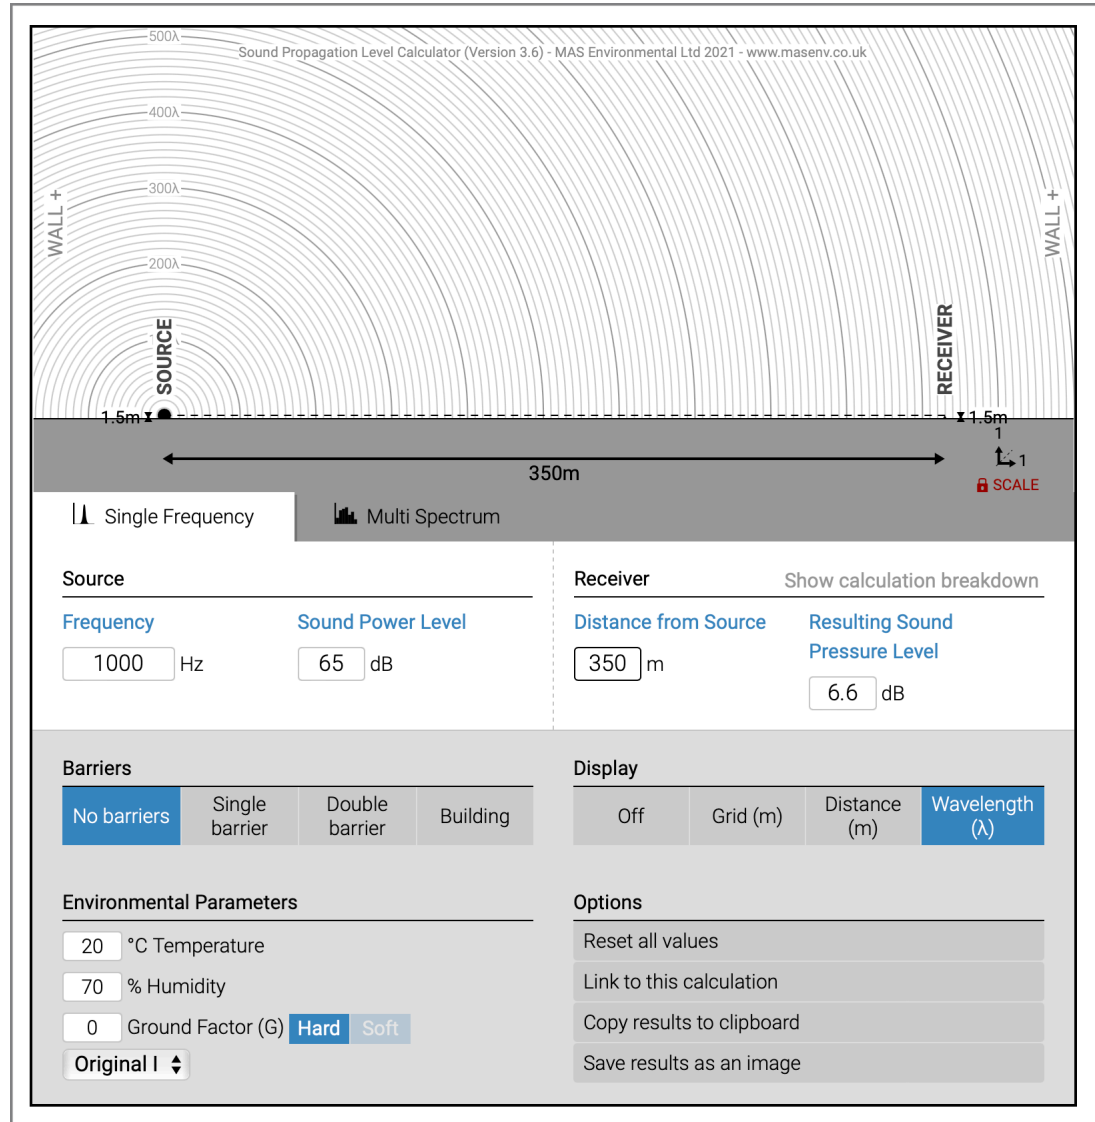 500λ
Sound Propagation Level Calculator (Version 3.6) - MAS Environmental Ltd 2021 - www.masenv.co.uk
400λ
300λ
WALL +
WALL +
200λ
SOURCE
RECEIVER
1.5m
1.5m
350m
1
1
SCALE
Single Frequency
Multi Spectrum
Source
Receiver
Show calculation breakdown
Frequency
Sound Power Level
Distance from Source
Resulting Sound
Pressure Level
1000 Hz
65 dB
350 m
6.6 dB
Barriers
Display
No barriers
Single
barrier
Double
barrier
Building
Off
Grid (m)
Distance
(m)
Wavelength
(λ)
Environmental Parameters
Options
20 °C Temperature
70 % Humidity
0 Ground Factor (G) Hard Soft
Original I
Reset all values
Link to this calculation
Copy results to clipboard
Save results as an image